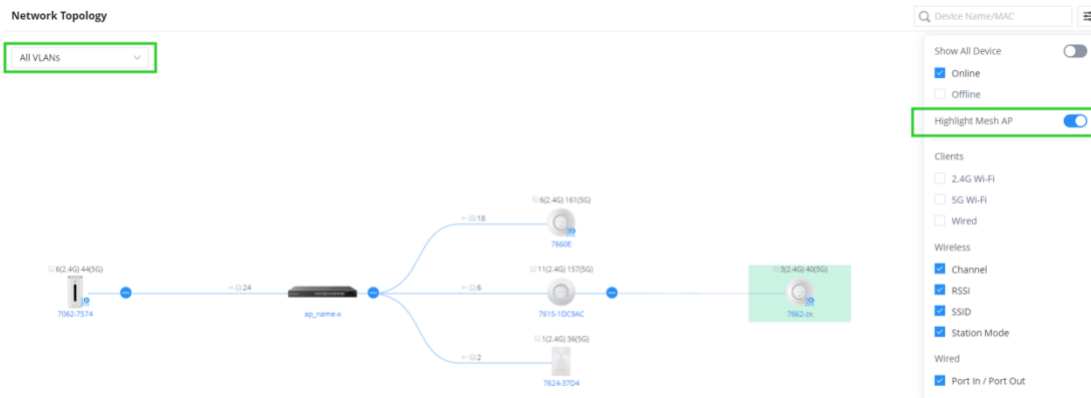 Network Topology
Device Name/MAC
All VLANs
Show All Device
Online
Offline
Highlight Mesh AP
Clients
2.4G Wi-Fi
5G Wi-Fi
Wired
Wireless
Channel
RSSI
SSID
Station Mode
Wired
Port In / Port Out
6(2.4G) 44(5G)
7062-7574
24
ap_name-x
18
6(2.4G) 161(5G)
7660E
6
11(2.4G) 157(5G)
7615-1DC9AC
2
1(2.4G) 36(5G)
7624-37D4
3(2.4G) 40(5G)
7662-zx